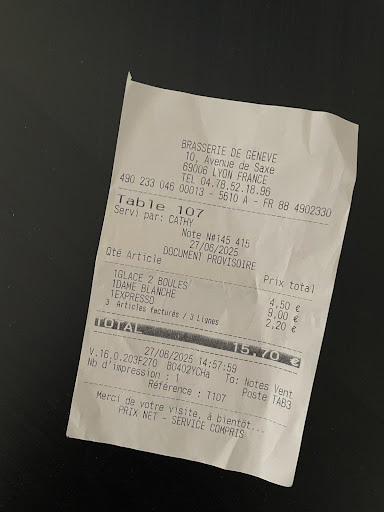 BRASSERIE DE GENEVE
10, Avenue de Saxe
69006 LYON FRANCE
TEL 04.78.52.18.96
490 233 046 00013 - 5610 A - FR 88 4902330
Table 107
Servi par: CATHY
Note N#145 415
27/06/2025
DOCUMENT PROVISOIRE
Qté Article Prix total
1GLACE 2 BOULES 4,50 €
1DAME BLANCHE 9,00 €
1EXPRESSO 2,20 €
3 Articles facturés / 3 Lignes
TOTAL 15,70 €
27/06/2025 14:57:59
V.16.0.203F270 B0402YCHa To: Notes Vent
Nb d'impression : 1 Poste TAB3
Référence : T107
Merci de votre visite, à bientôt...
PRIX NET - SERVICE COMPRIS